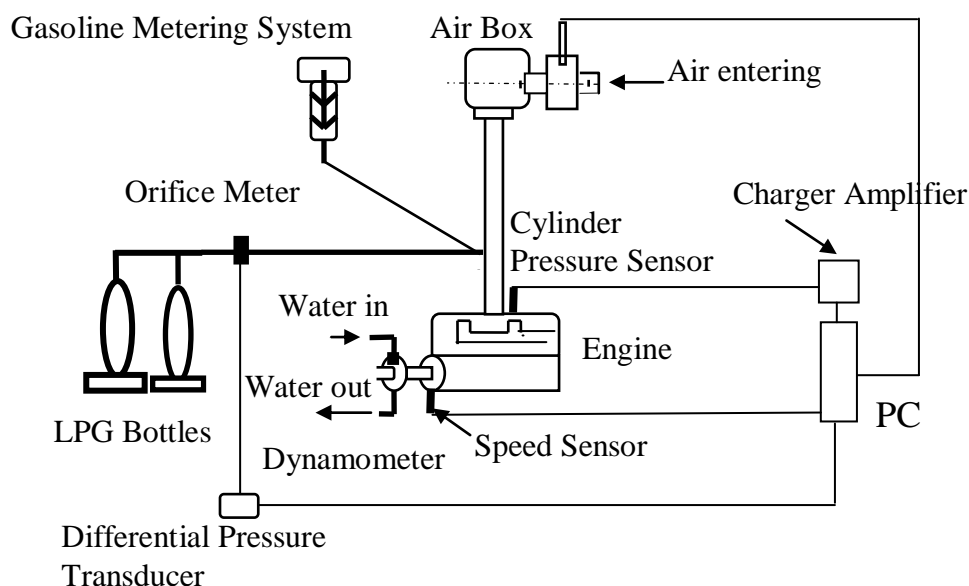 Gasoline Metering System
Air Box
Air entering
Orifice Meter
Charger Amplifier
Cylinder
Pressure Sensor
Water in
Engine
Water out
LPG Bottles
PC
Speed Sensor
Dynamometer
Differential Pressure
Transducer